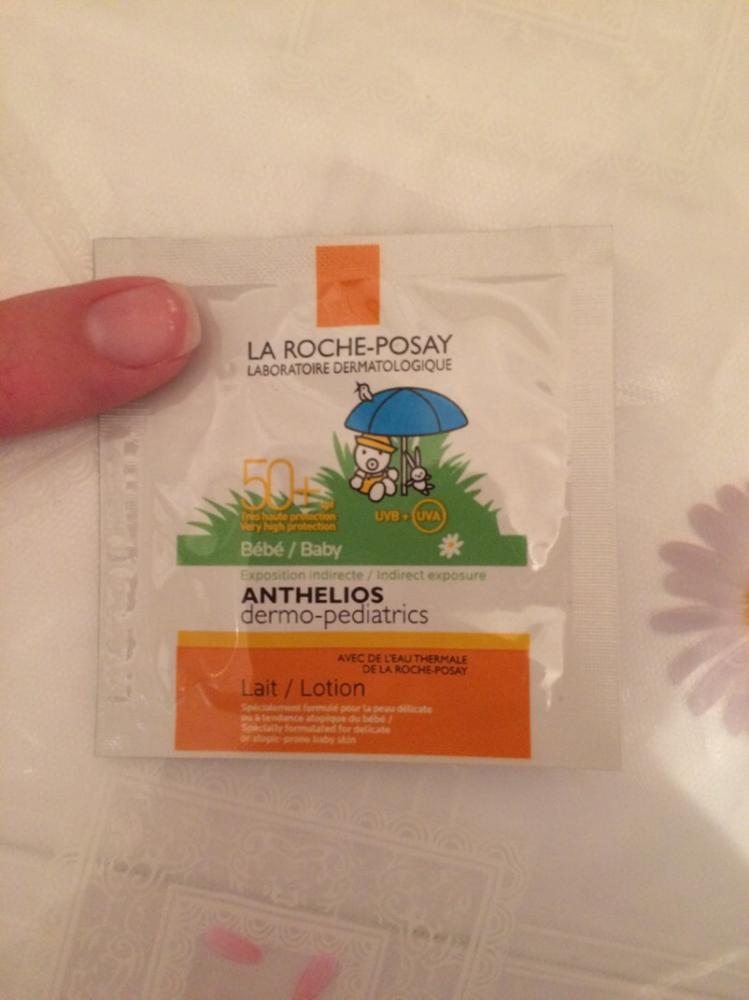 LA ROCHE-POSAY
LABORATOIRE DERMATOLOGIQUE
50+ spf
Très haute protection
Very high protection
UVB + UVA
Bébé / Baby
Exposition indirecte / Indirect exposure
ANTHELIOS
dermo-pediatrics
AVEC DE L'EAU THERMALE
DE LA ROCHE-POSAY
Lait / Lotion
Spécialement formulé pour la peau délicate
ou à tendance atopique du bébé /
Specially formulated for delicate
or atopic-prone baby skin